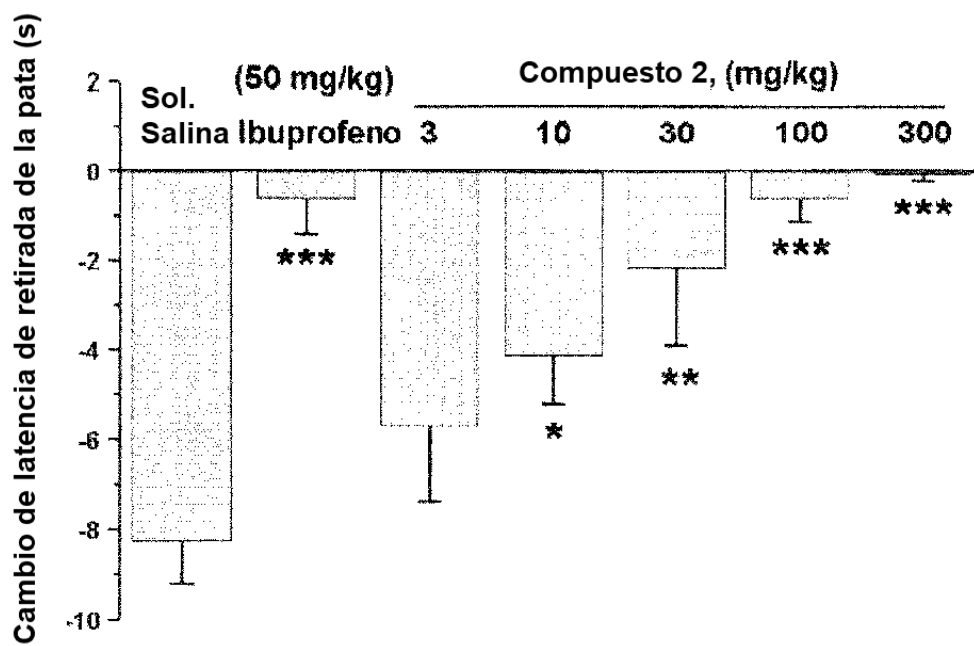 Cambio de latencia de retirada de la pata (s)
(50 mg/kg)
Compuesto 2, (mg/kg)
Sol.
Salina Ibuprofeno 3 10 30 100 300
2
0
-2
-4
-6
-8
-10
***
*
**
***
***